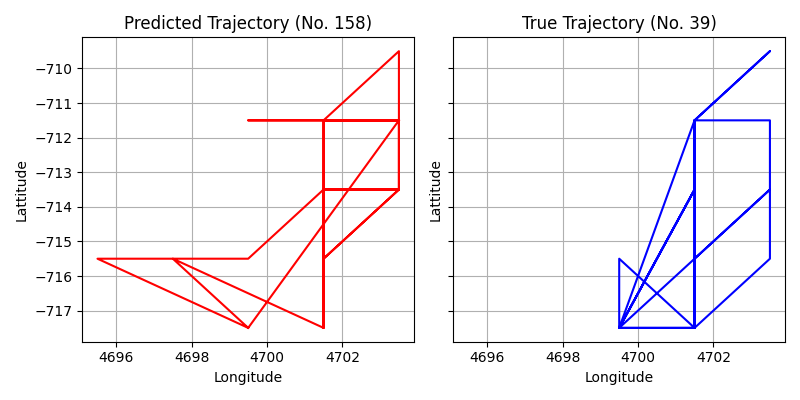 Predicted Trajectory (No. 158)
True Trajectory (No. 39)
Lattitude
−710
−711
−712
−713
−714
−715
−716
−717
4696
4698
4700
4702
Longitude
Lattitude
4696
4698
4700
4702
Longitude